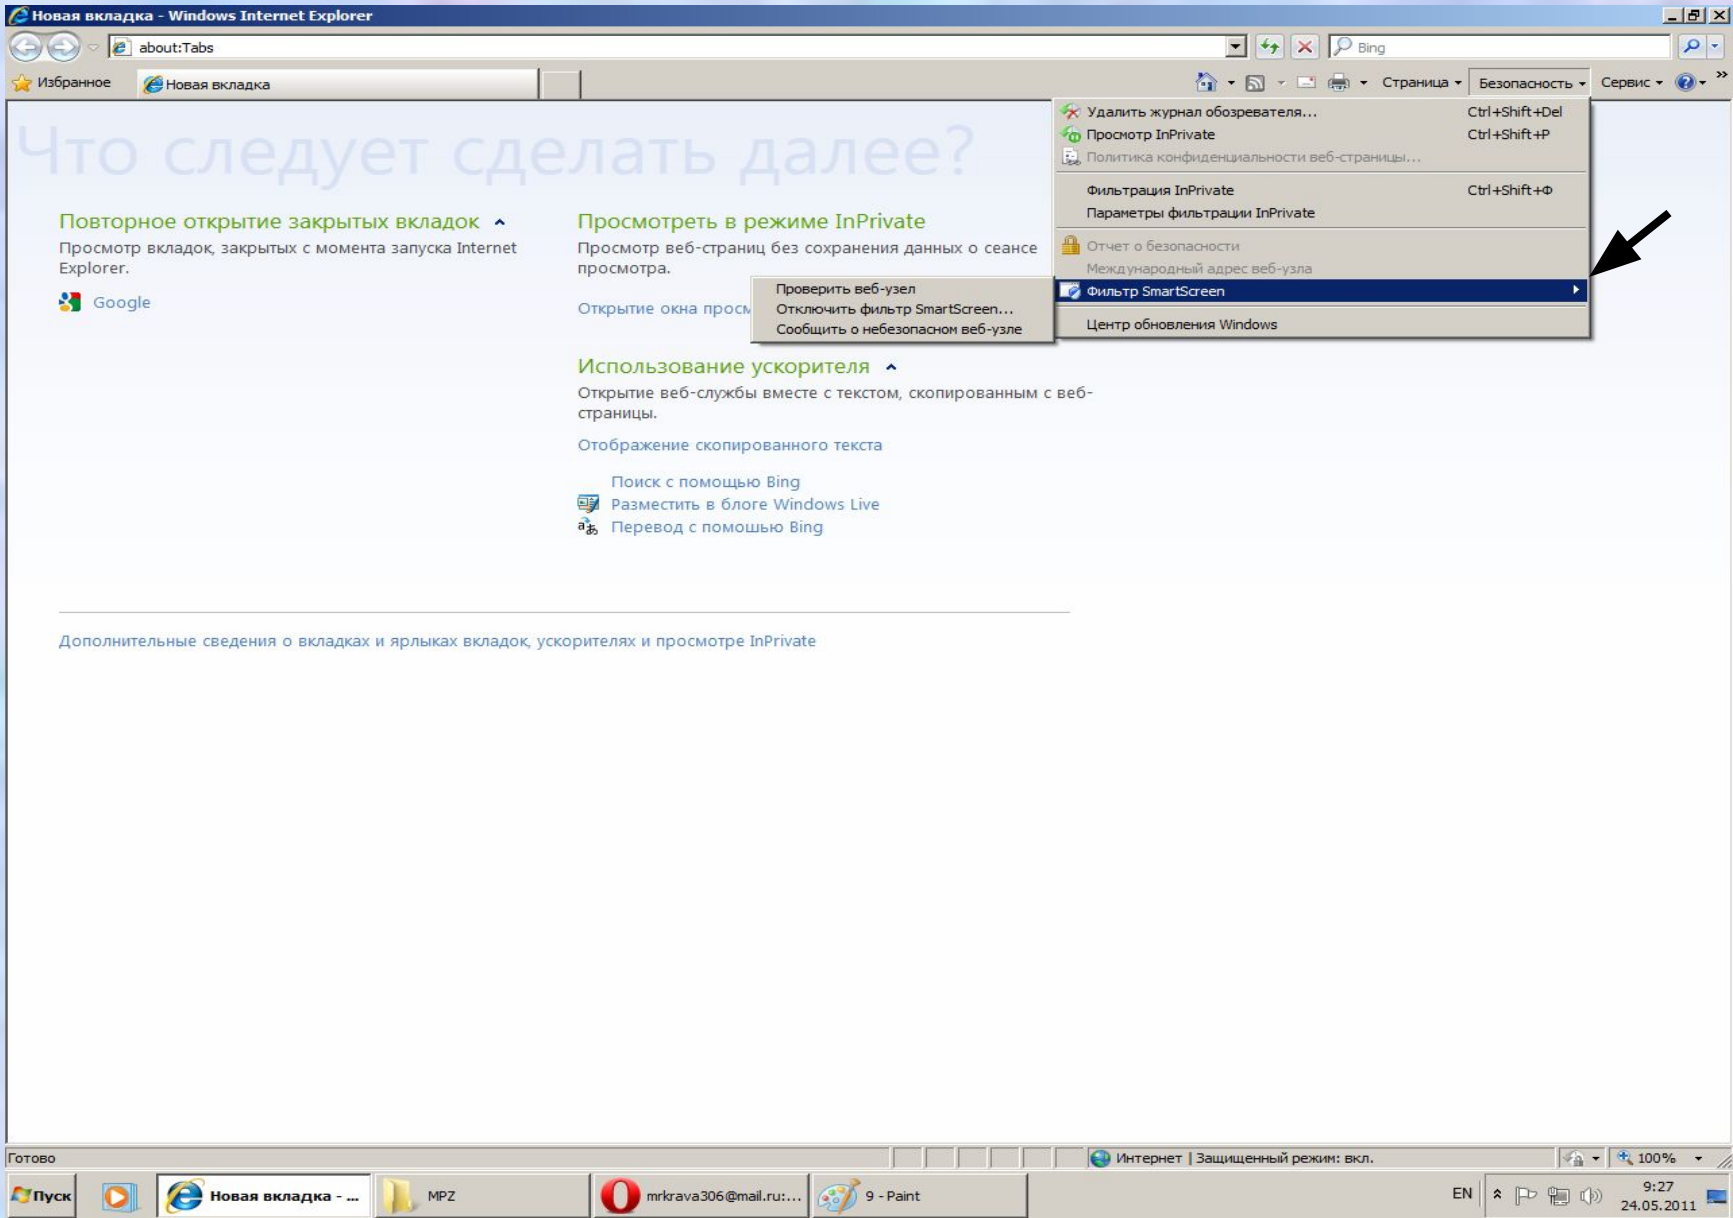 Новая вкладка - Windows Internet Explorer
about:Tabs
Bing
Избранное
Новая вкладка
Страница
Безопасность
Сервис
Что следует сделать далее?
Повторное открытие закрытых вкладок
Просмотр вкладок, закрытых с момента запуска Internet
Explorer.
Google
Просмотреть в режиме InPrivate
Просмотр веб-страниц без сохранения данных о сеансе
просмотра.
Открытие окна просм
Использование ускорителя
Открытие веб-службы вместе с текстом, скопированным с веб-
страницы.
Отображение скопированного текста
Поиск с помощью Bing
Разместить в блоге Windows Live
Перевод с помощью Bing
Дополнительные сведения о вкладках и ярлыках вкладок, ускорителях и просмотре InPrivate
Удалить журнал обозревателя... Ctrl+Shift+Del
Просмотр InPrivate Ctrl+Shift+P
Политика конфиденциальности веб-страницы...
Фильтрация InPrivate Ctrl+Shift+Ф
Параметры фильтрации InPrivate
Отчет о безопасности
Международный адрес веб-узла
Фильтр SmartScreen
Центр обновления Windows
Проверить веб-узел
Отключить фильтр SmartScreen...
Сообщить о небезопасном веб-узле
Готово
Интернет | Защищенный режим: вкл.
100%
Пуск
Новая вкладка - ...
MPZ
mrkrava306@mail.ru:...
9 - Paint
EN
9:27
24.05.2011